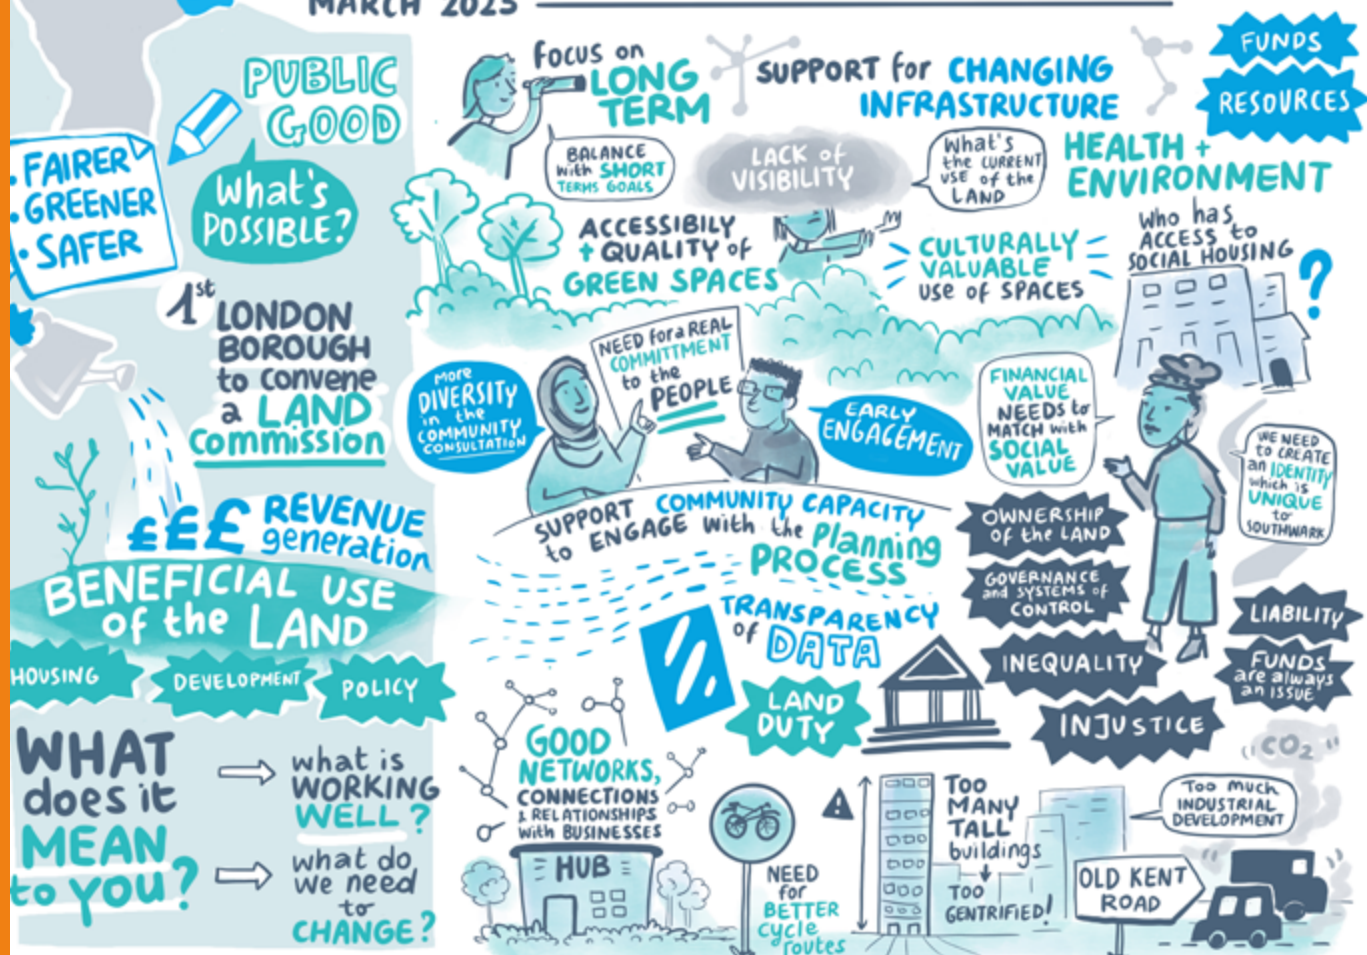 MARCH 2023
PUBLIC
GOOD
• FAIRER
• GREENER
• SAFER
What's
POSSIBLE?
1st LONDON
BOROUGH
to convene
a LAND
Commission
£££ REVENUE
generation
BENEFICIAL USE
of the LAND
HOUSING
DEVELOPMENT
POLICY
WHAT
does it
MEAN
to YOU?
what is
WORKING
WELL?
what do
we need
to
CHANGE?
FOCUS on
LONG
TERM
BALANCE
with SHORT
TERMS GOALS
SUPPORT for CHANGING
INFRASTRUCTURE
FUNDS
RESOURCES
LACK of
VISIBILITY
What's
the CURRENT
USE of the
LAND
HEALTH +
ENVIRONMENT
ACCESSIBILY
+ QUALITY of
GREEN SPACES
CULTURALLY
VALUABLE
USE of SPACES
Who has
ACCESS to
SOCIAL HOUSING
?
More
DIVERSITY
in the
COMMUNITY
CONSULTATION
NEED for a REAL
COMMITTMENT
to the
PEOPLE
EARLY
ENGAGEMENT
FINANCIAL
VALUE
NEEDS to
MATCH with
SOCIAL
VALUE
WE NEED
to CREATE
an IDENTITY
which is
UNIQUE
to
SOUTHWARK
SUPPORT COMMUNITY CAPACITY
to ENGAGE with the Planning
PROCESS
OWNERSHIP
of the LAND
GOVERNANCE
and SYSTEMS of
CONTROL
INEQUALITY
INJUSTICE
LIABILITY
FUNDS
are always
an ISSUE
TRANSPARENCY
of DATA
LAND
DUTY
GOOD
NETWORKS,
CONNECTIONS
& RELATIONSHIPS
with BUSINESSES
HUB
NEED
for
BETTER
cycle
routes
TOO
MANY
TALL
buildings
TOO
GENTRIFIED!
CO2
TOO MUCH
INDUSTRIAL
DEVELOPMENT
OLD KENT
ROAD